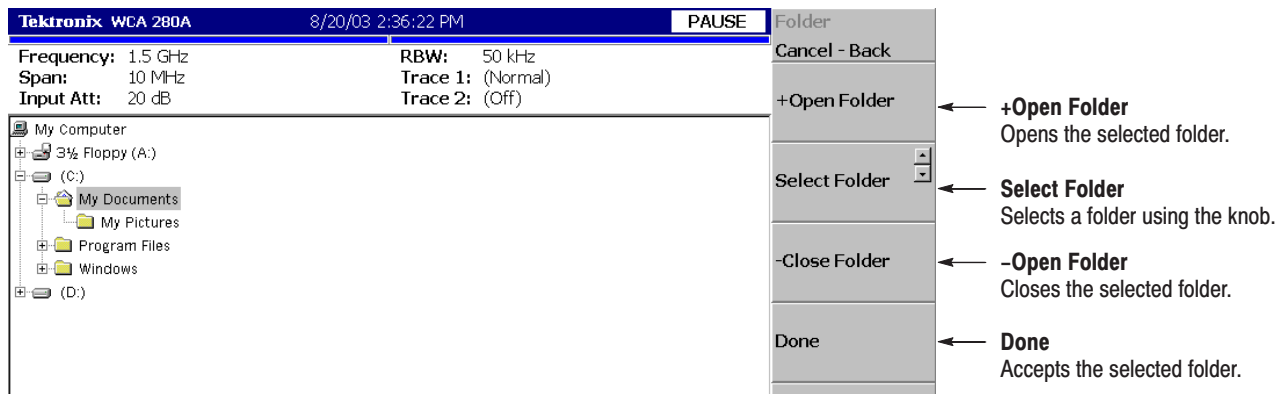 Tektronix WCA 280A 8/20/03 2:36:22 PM PAUSE
Frequency: 1.5 GHz RBW: 50 kHz
Span: 10 MHz Trace 1: (Normal)
Input Att: 20 dB Trace 2: (Off)
My Computer
3½ Floppy (A:)
(C:)
My Documents
My Pictures
Program Files
Windows
(D:)
Folder
Cancel - Back
+Open Folder
Select Folder
-Close Folder
Done
+Open Folder
Opens the selected folder.
Select Folder
Selects a folder using the knob.
–Open Folder
Closes the selected folder.
Done
Accepts the selected folder.